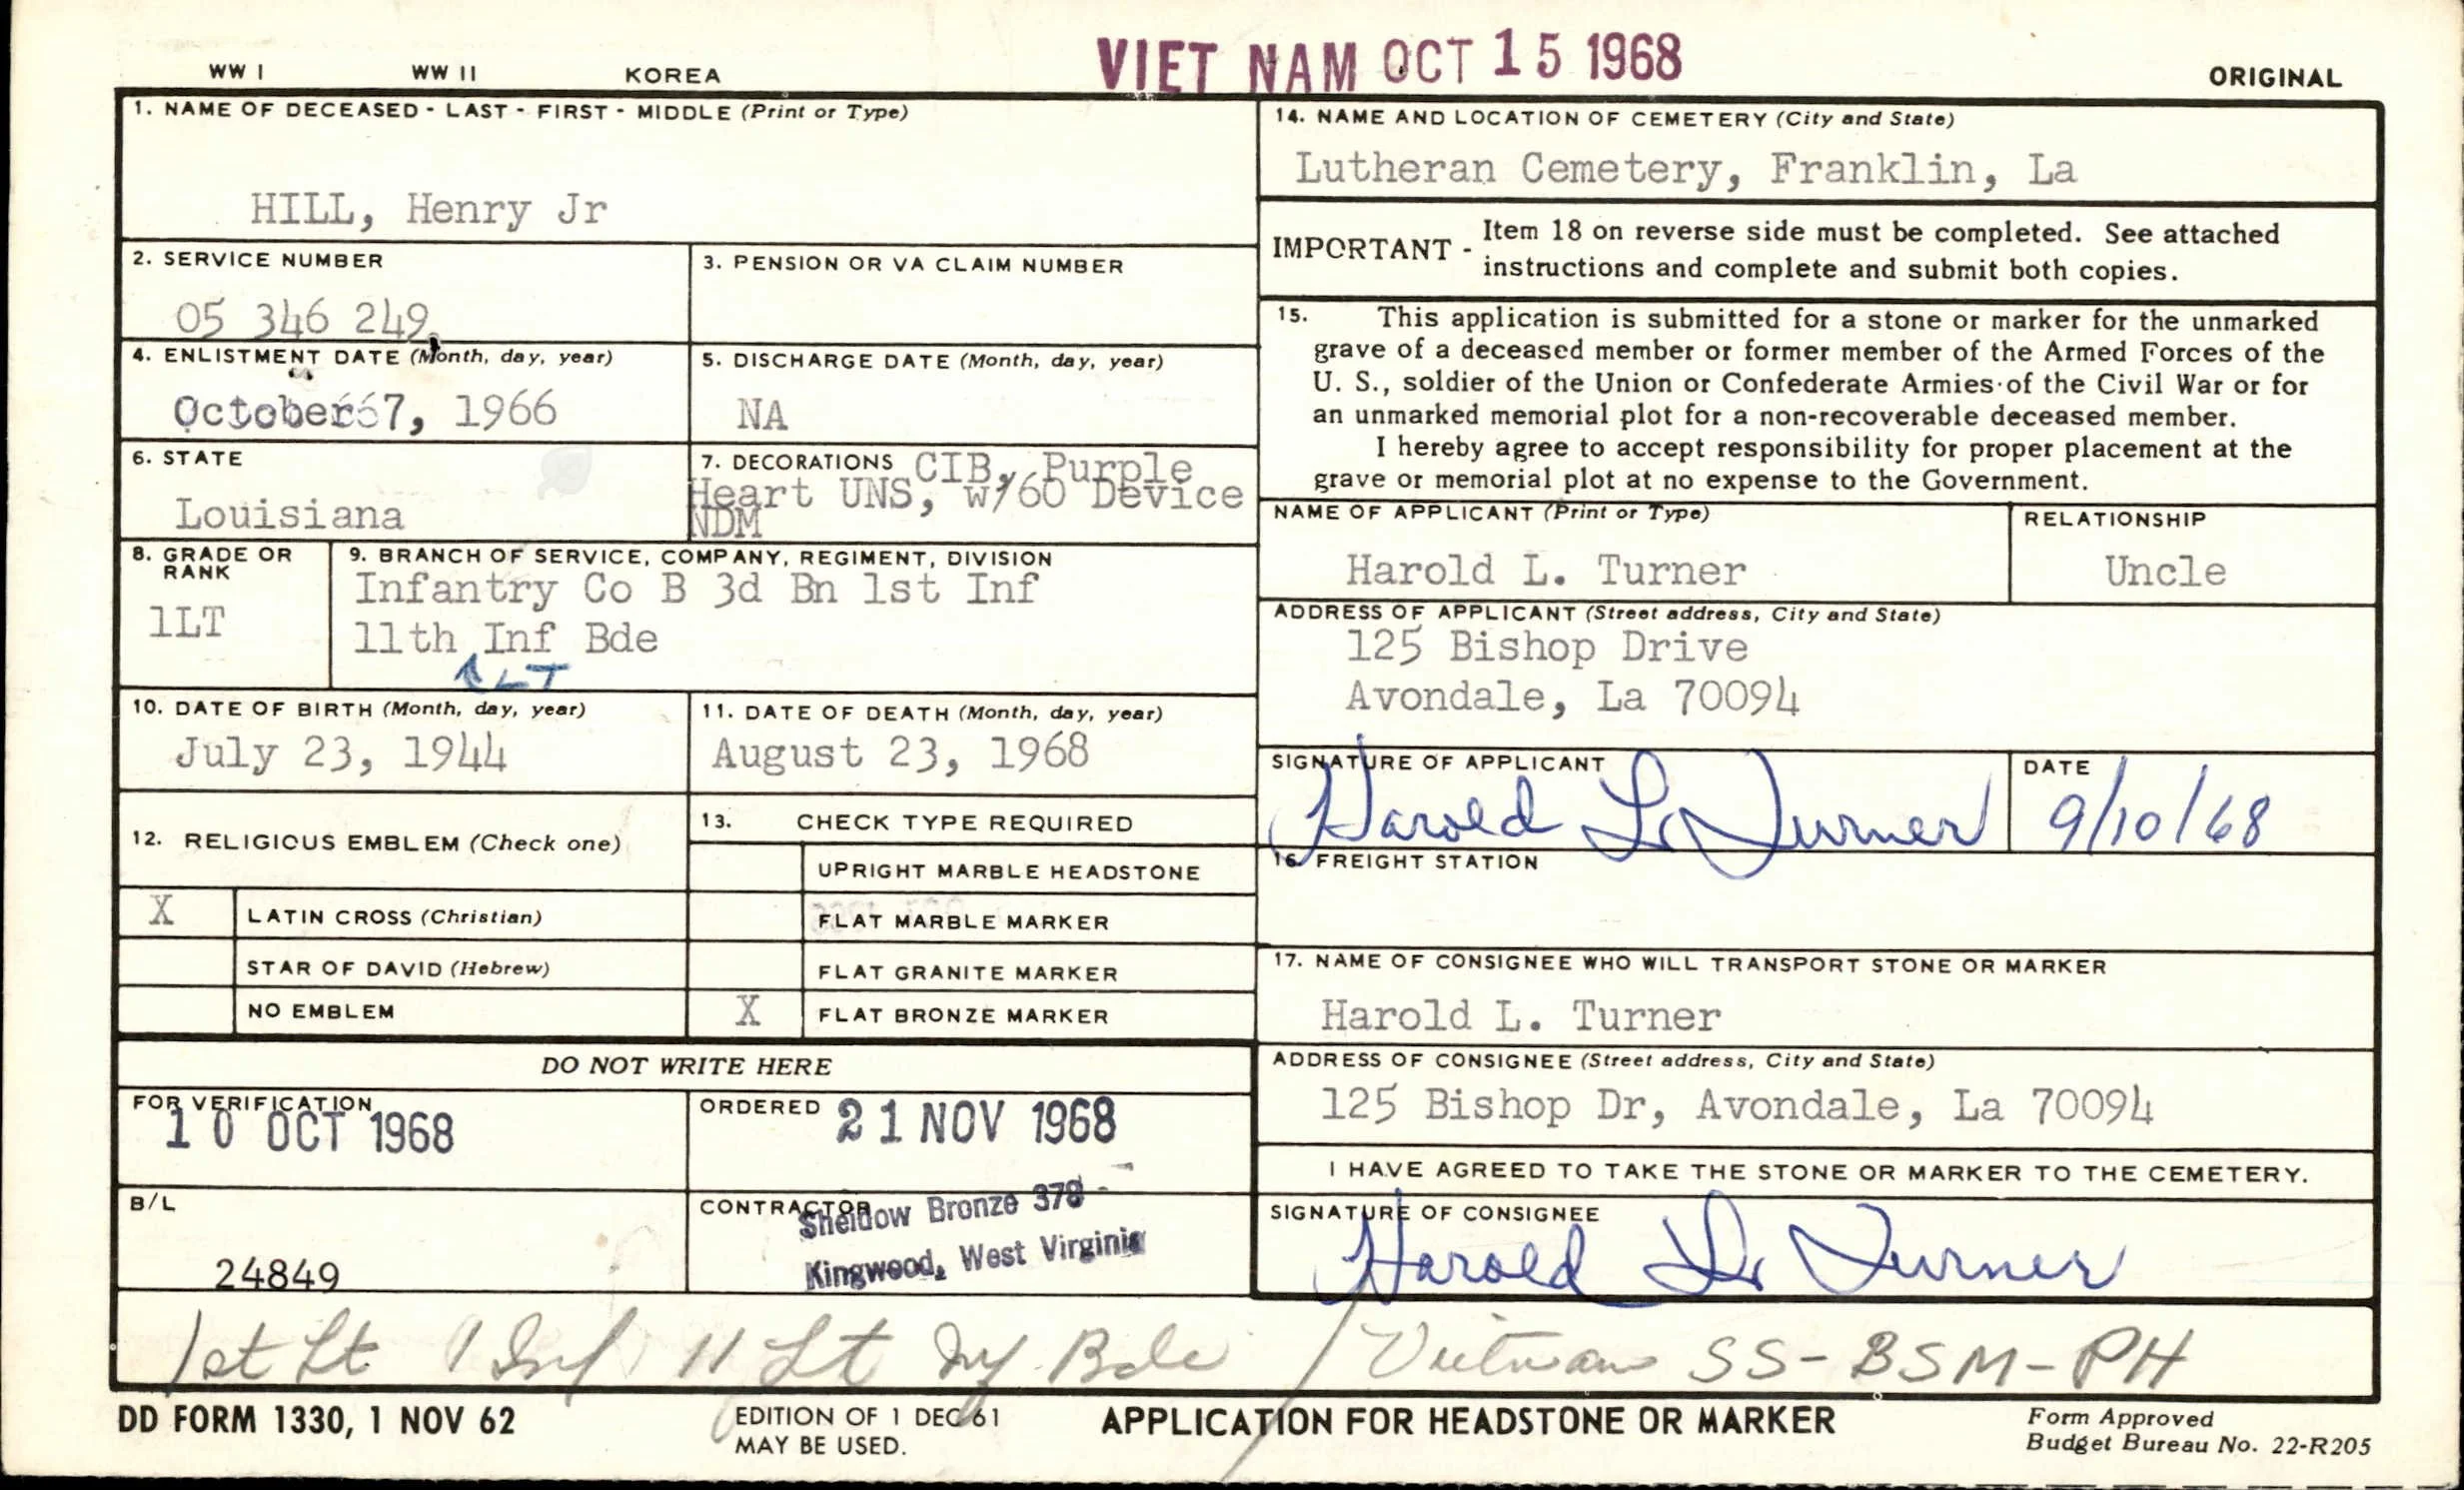 WW I WW II KOREA VIET NAM OCT 15 1968 ORIGINAL
1. NAME OF DECEASED - LAST - FIRST - MIDDLE (Print or Type)
HILL, Henry Jr
2. SERVICE NUMBER
05 346 249
3. PENSION OR VA CLAIM NUMBER
4. ENLISTMENT DATE (Month, day, year)
October 7, 1966
5. DISCHARGE DATE (Month, day, year)
NA
6. STATE
Louisiana
7. DECORATIONS CIB, Purple
Heart UNS, w/60 Device
NDM
8. GRADE OR
RANK
1LT
9. BRANCH OF SERVICE, COMPANY, REGIMENT, DIVISION
Infantry Co B 3d Bn 1st Inf
11th Inf Bde
LT
10. DATE OF BIRTH (Month, day, year)
July 23, 1944
11. DATE OF DEATH (Month, day, year)
August 23, 1968
12. RELIGIOUS EMBLEM (Check one)
X LATIN CROSS (Christian)
STAR OF DAVID (Hebrew)
NO EMBLEM
13. CHECK TYPE REQUIRED
UPRIGHT MARBLE HEADSTONE
FLAT MARBLE MARKER
FLAT GRANITE MARKER
X FLAT BRONZE MARKER
DO NOT WRITE HERE
FOR VERIFICATION
10 OCT 1968
ORDERED 21 NOV 1968
B/L
24849
CONTRACTOR
Sheidow Bronze 378
Kingwood, West Virginia
14. NAME AND LOCATION OF CEMETERY (City and State)
Lutheran Cemetery, Franklin, La
IMPORTANT - Item 18 on reverse side must be completed. See attached
instructions and complete and submit both copies.
15. This application is submitted for a stone or marker for the unmarked
grave of a deceased member or former member of the Armed Forces of the
U. S., soldier of the Union or Confederate Armies of the Civil War or for
an unmarked memorial plot for a non-recoverable deceased member.
I hereby agree to accept responsibility for proper placement at the
grave or memorial plot at no expense to the Government.
NAME OF APPLICANT (Print or Type)
Harold L. Turner
RELATIONSHIP
Uncle
ADDRESS OF APPLICANT (Street address, City and State)
125 Bishop Drive
Avondale, La 70094
SIGNATURE OF APPLICANT
Harold L. Turner
DATE
9/10/68
16. FREIGHT STATION
17. NAME OF CONSIGNEE WHO WILL TRANSPORT STONE OR MARKER
Harold L. Turner
ADDRESS OF CONSIGNEE (Street address, City and State)
125 Bishop Dr, Avondale, La 70094
I HAVE AGREED TO TAKE THE STONE OR MARKER TO THE CEMETERY.
SIGNATURE OF CONSIGNEE
Harold L. Turner
1st Lt 1 Inf 11 Lt Inf Bde / Vietnam SS-BSM-PH
DD FORM 1330, 1 NOV 62
EDITION OF 1 DEC 61
MAY BE USED.
APPLICATION FOR HEADSTONE OR MARKER
Form Approved
Budget Bureau No. 22-R205